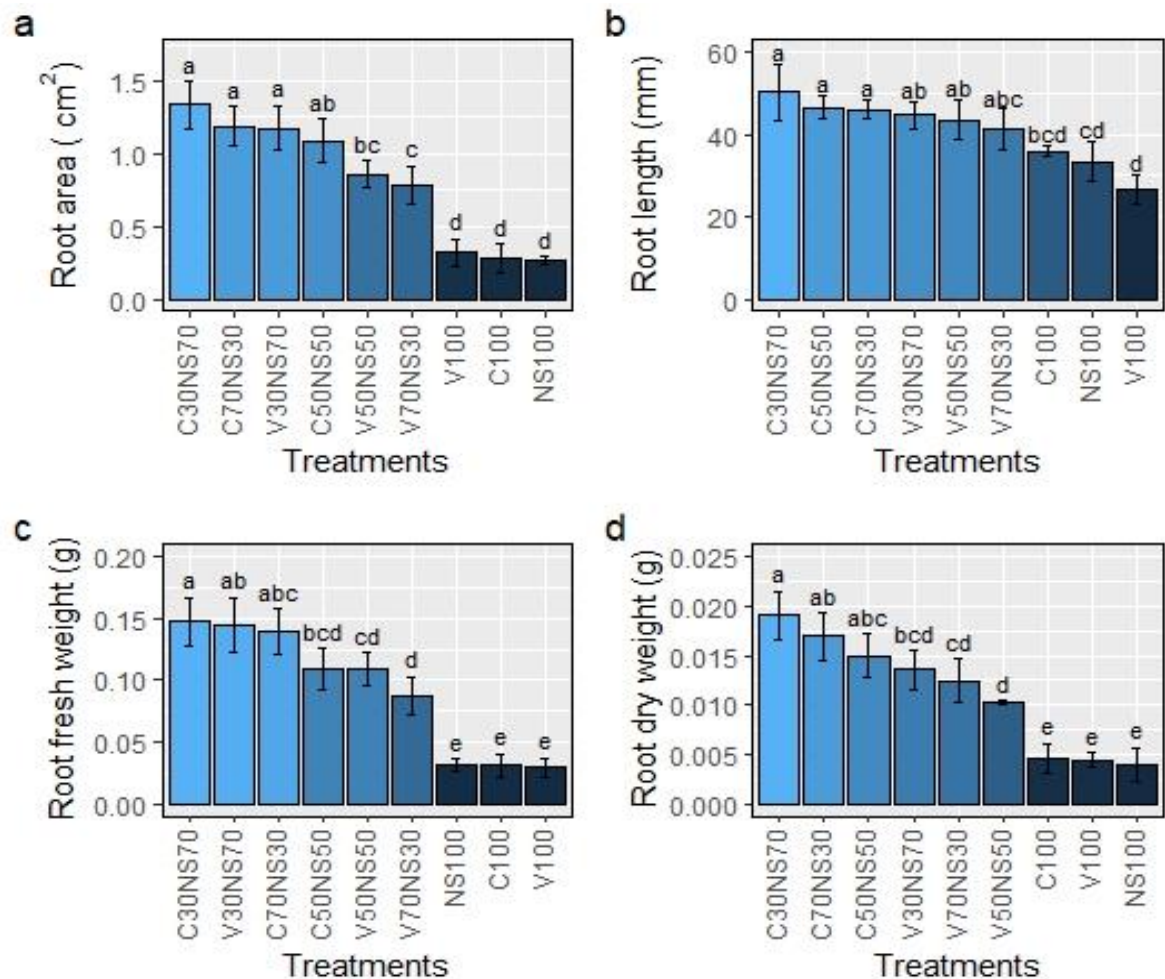 a
Root area ( cm2)
1.5
1.0
0.5
0.0
a
a
a
ab
bc
c
d
d
d
C30NS70
C70NS30
V30NS70
C50NS50
V50NS50
V70NS30
V100
C100
NS100
Treatments
b
Root length (mm)
60
40
20
0
a
a
a
ab
ab
abc
bcd
cd
d
C30NS70
C50NS50
C70NS30
V30NS70
V50NS50
V70NS30
C100
NS100
V100
Treatments
c
Root fresh weight (g)
0.20
0.15
0.10
0.05
0.00
a
ab
abc
bcd
cd
d
e
e
e
C30NS70
V30NS70
C70NS30
C50NS50
V50NS50
V70NS30
NS100
C100
V100
Treatments
d
Root dry weight (g)
0.025
0.020
0.015
0.010
0.005
0.000
a
ab
abc
bcd
cd
d
e
e
e
C30NS70
C70NS30
C50NS50
V30NS70
V70NS30
V50NS50
C100
V100
NS100
Treatments